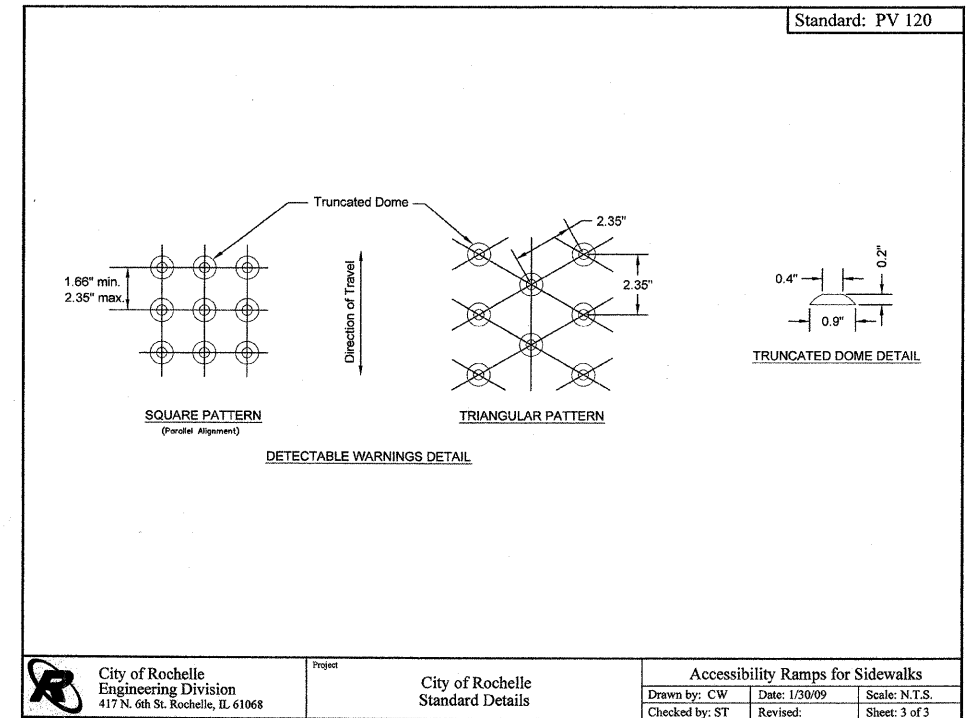 Standard: PV 120
Truncated Dome
1.66" min.
2.35" max.
Direction of Travel
2.35"
2.35"
0.4"
0.2"
0.9"
TRUNCATED DOME DETAIL
SQUARE PATTERN
(Parallel Alignment)
TRIANGULAR PATTERN
DETECTABLE WARNINGS DETAIL
R
City of Rochelle
Engineering Division
417 N. 6th St. Rochelle, IL 61068
Project
City of Rochelle
Standard Details
Accessibility Ramps for Sidewalks
Drawn by: CW
Date: 1/30/09
Scale: N.T.S.
Checked by: ST
Revised:
Sheet: 3 of 3